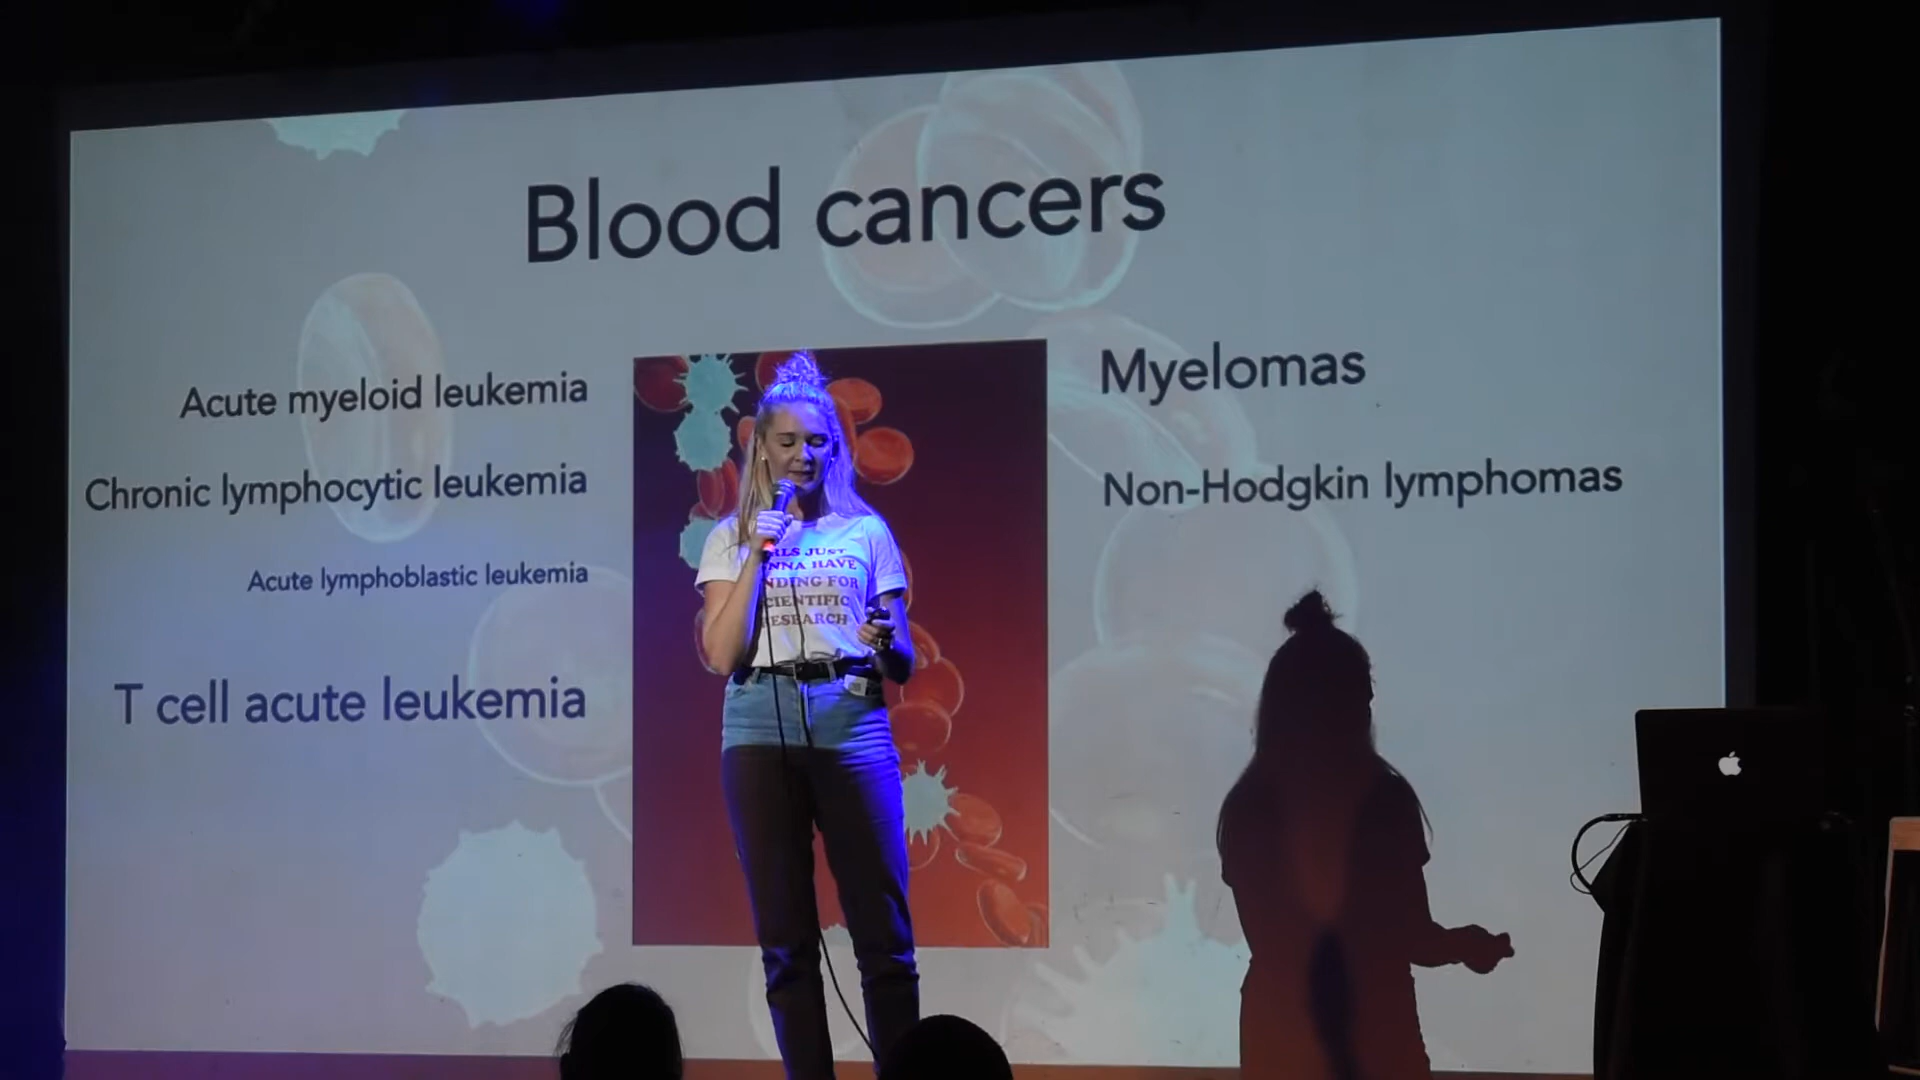 Blood cancers
Acute myeloid leukemia
Chronic lymphocytic leukemia
Acute lymphoblastic leukemia
T cell acute leukemia
Myelomas
Non-Hodgkin lymphomas
JUST
HAVE
FOR